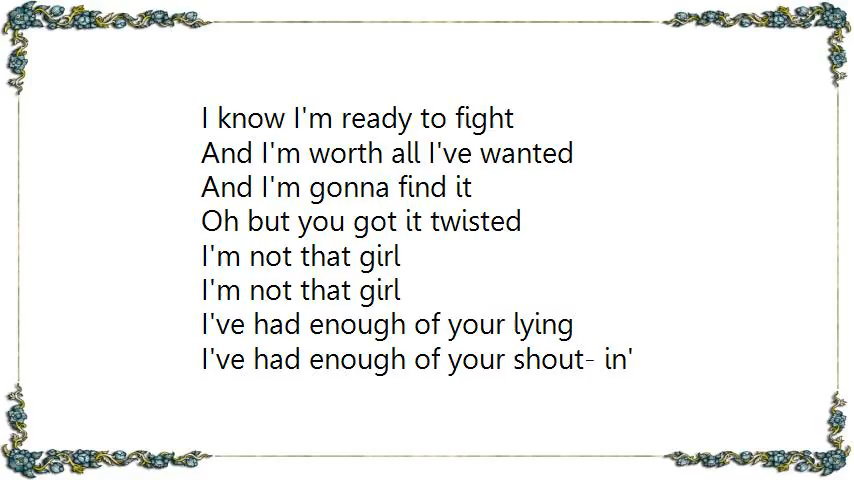 I know I'm ready to fight
And I'm worth all I've wanted
And I'm gonna find it
Oh but you got it twisted
I'm not that girl
I'm not that girl
I've had enough of your lying
I've had enough of your shout- in'